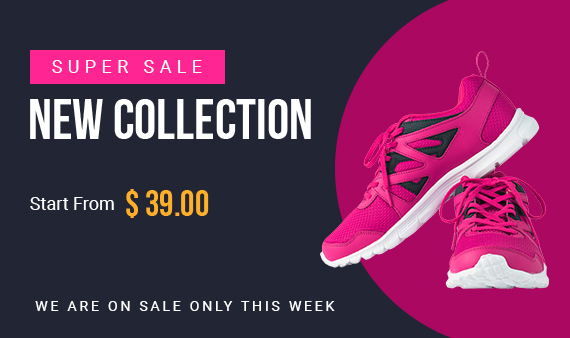 SUPER SALE
NEW COLLECTION
Start From $ 39.00
WE ARE ON SALE ONLY THIS WEEK